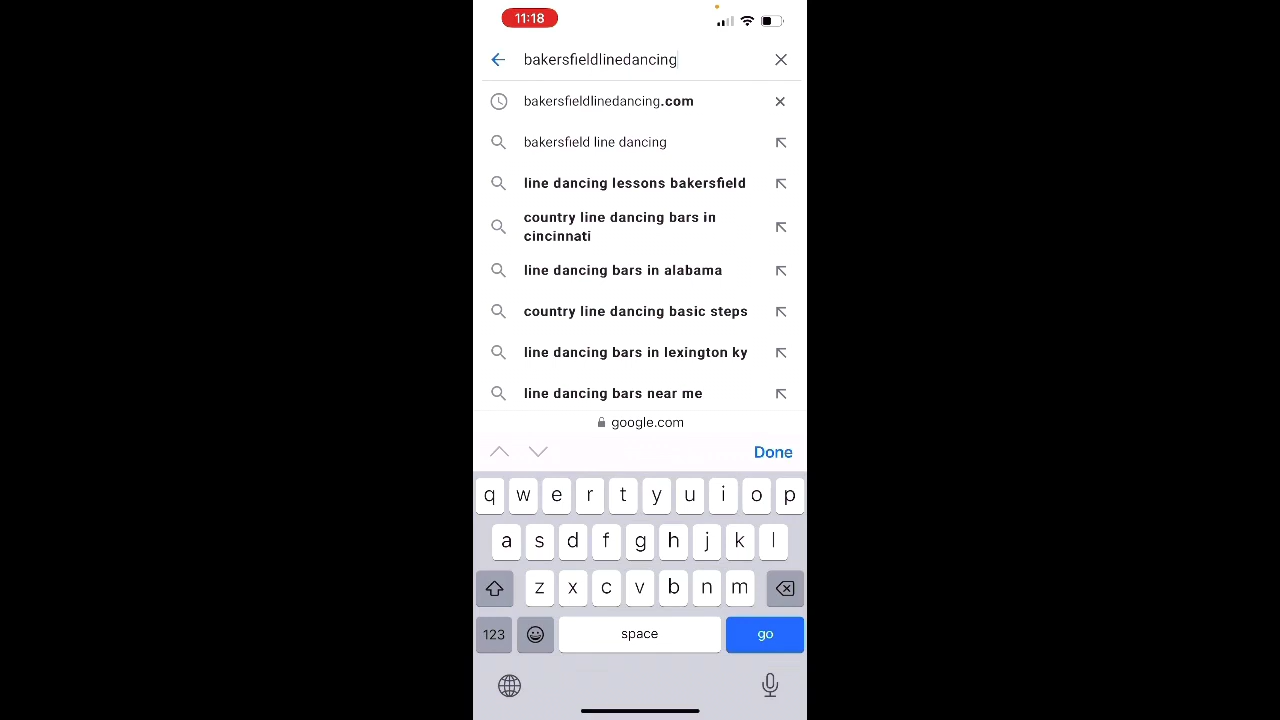 11:18
bakersfieldlinedancing
bakersfieldlinedancing.com
bakersfield line dancing
line dancing lessons bakersfield
country line dancing bars in
cincinnati
line dancing bars in alabama
country line dancing basic steps
line dancing bars in lexington ky
line dancing bars near me
google.com
Done
q w e r t y u i o p
a s d f g h j k l
z x c v b n m
123 space go